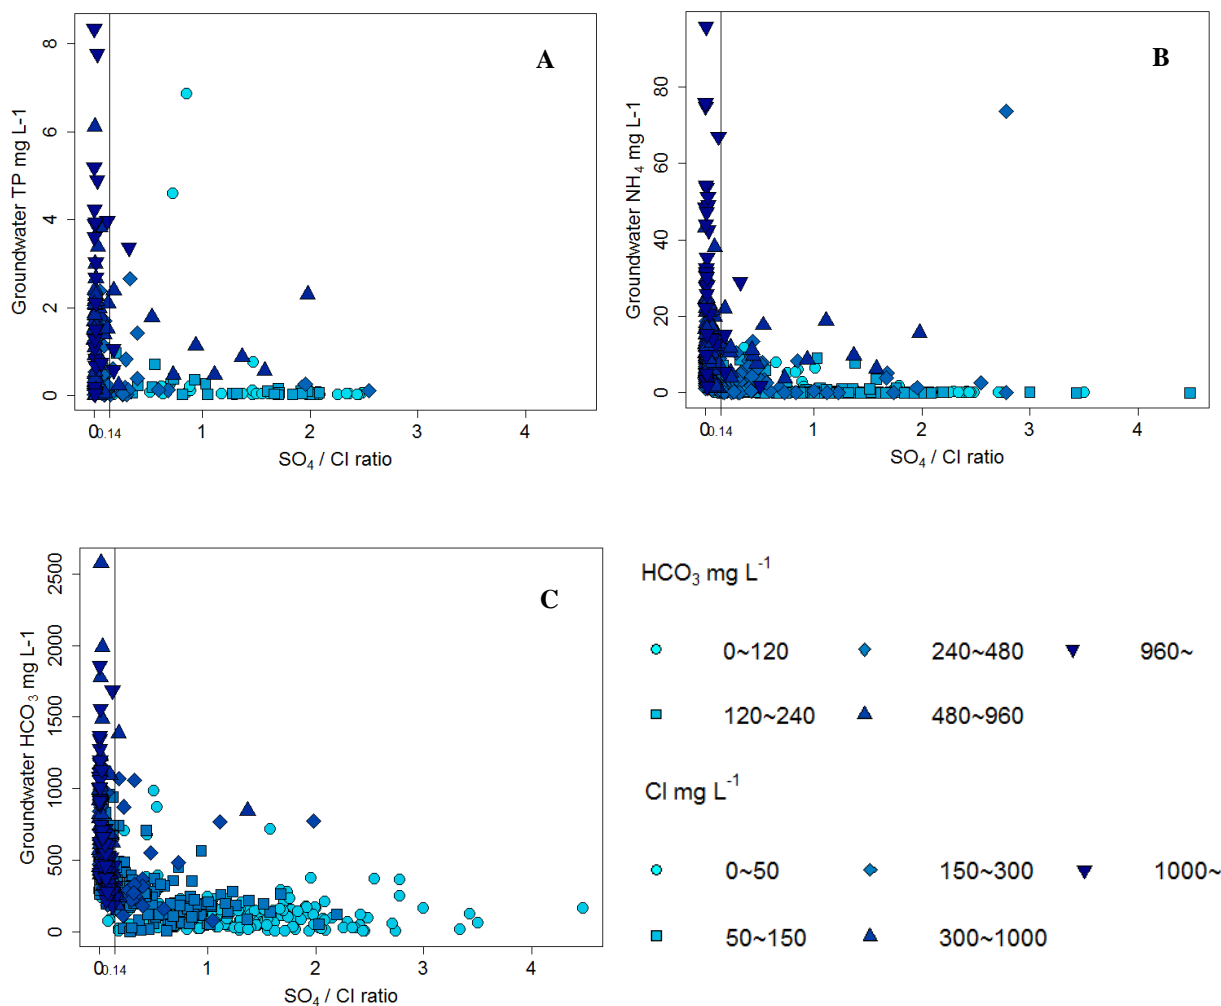 A
Groundwater TP mg L-1
8
6
4
2
0
0 0.14 1 2 3 4
SO₄ / Cl ratio
B
Groundwater NH₄ mg L-1
80
60
40
20
0
0 0.14 1 2 3 4
SO₄ / Cl ratio
C
Groundwater HCO₃ mg L-1
2500
2000
1500
1000
500
0
0 0.14 1 2 3 4
SO₄ / Cl ratio
HCO₃ mg L⁻¹
0~120 240~480 960~
120~240 480~960
Cl mg L⁻¹
0~50 150~300 1000~
50~150 300~1000